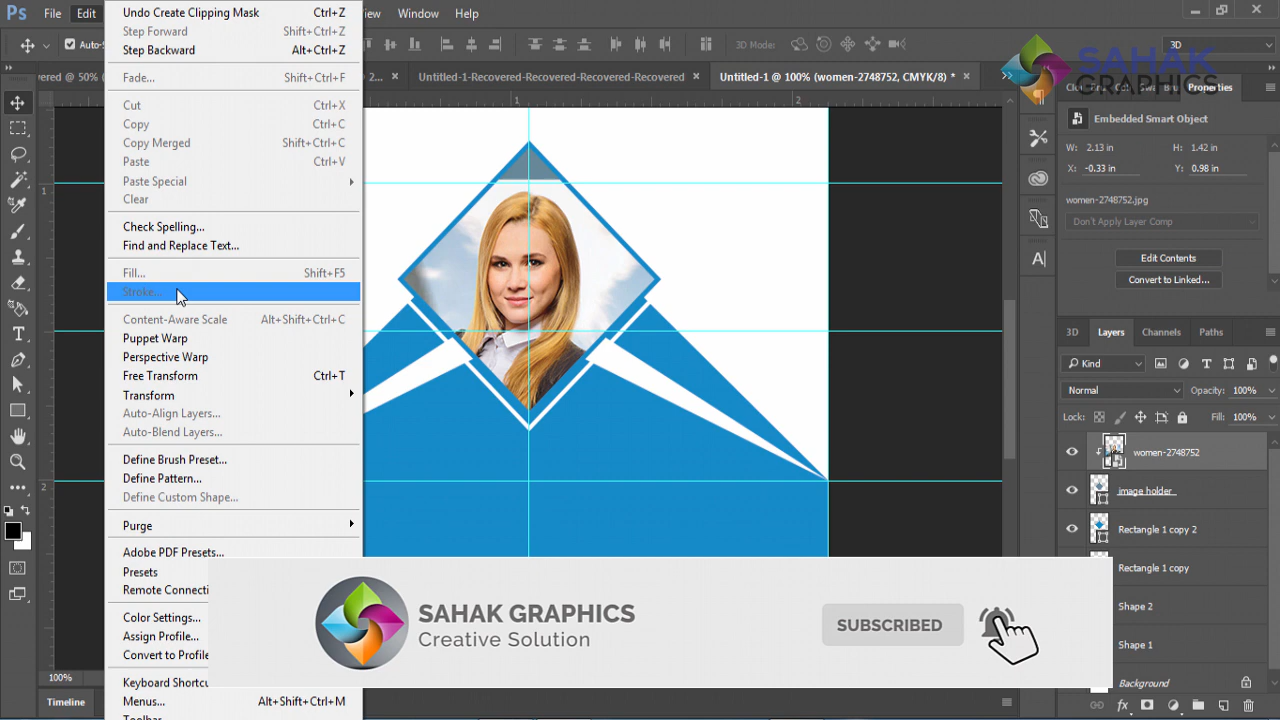 Ps File Edit View Window Help
Undo Create Clipping Mask Ctrl+Z
Step Forward Shift+Ctrl+Z
Step Backward Alt+Ctrl+Z
Fade... Shift+Ctrl+F
Cut Ctrl+X
Copy Ctrl+C
Copy Merged Shift+Ctrl+C
Paste Ctrl+V
Paste Special
Clear
Check Spelling...
Find and Replace Text...
Fill... Shift+F5
Stroke...
Content-Aware Scale Alt+Shift+Ctrl+C
Puppet Warp
Perspective Warp
Free Transform Ctrl+T
Transform
Auto-Align Layers...
Auto-Blend Layers...
Define Brush Preset...
Define Pattern...
Define Custom Shape...
Purge
Adobe PDF Presets...
Presets
Remote Connecti
Color Settings...
Assign Profile...
Convert to Profile
Keyboard Shortcu
Menus... Alt+Shift+Ctrl+M
Toolbar
Auto-S
3D Mode:
3D
SAHAK
GRAPHICS
vered @ 50% (
2...
Untitled-1-Recovered-Recovered-Recovered-Recovered
Untitled-1 @ 100% (women-2748752, CMYK/8) *
Properties
1 2
1
2
Embedded Smart Object
W: 2.13 in H: 1.42 in
X: -0.33 in Y: 0.98 in
women-2748752.jpg
Don't Apply Layer Comp
Edit Contents
Convert to Linked...
3D Layers Channels Paths
Kind
Normal Opacity: 100%
Lock: Fill: 100%
women-2748752
image holder
Rectangle 1 copy 2
Rectangle 1 copy
Shape 2
Shape 1
Background
100%
Timeline
SAHAK GRAPHICS
Creative Solution
SUBSCRIBED